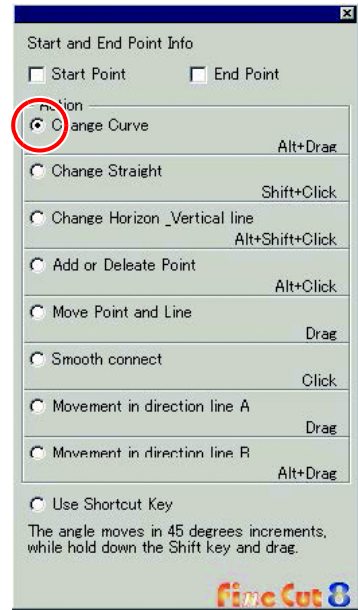 Start and End Point Info
Start Point End Point
Action
Change Curve
Alt+Drag
Change Straight
Shift+Click
Change Horizon _Vertical line
Alt+Shift+Click
Add or Deleate Point
Alt+Click
Move Point and Line
Drag
Smooth connect
Click
Movement in direction line A
Drag
Movement in direction line B
Alt+Drag
Use Shortcut Key
The angle moves in 45 degrees increments,
while hold down the Shift key and drag.
Fine Cut 8